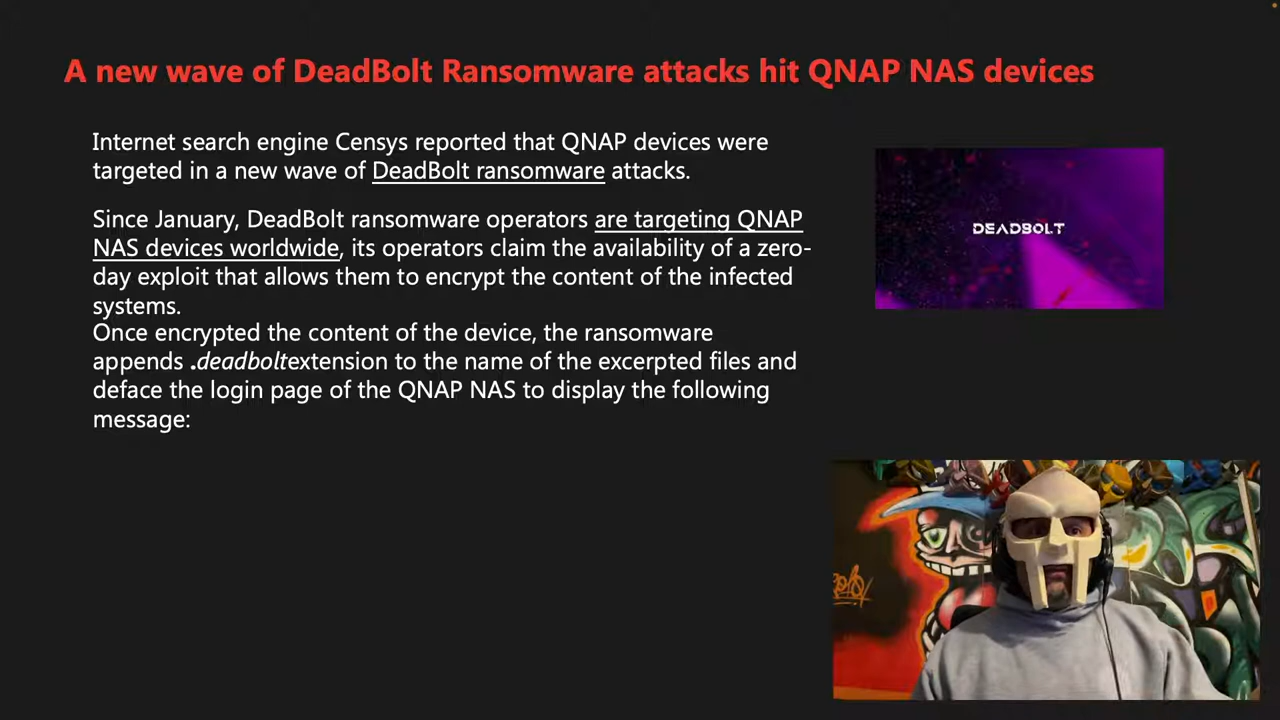 A new wave of DeadBolt Ransomware attacks hit QNAP NAS devices
Internet search engine Censys reported that QNAP devices were
targeted in a new wave of DeadBolt ransomware attacks.
Since January, DeadBolt ransomware operators are targeting QNAP
NAS devices worldwide, its operators claim the availability of a zero-
day exploit that allows them to encrypt the content of the infected
systems.
Once encrypted the content of the device, the ransomware
appends .deadboltextension to the name of the excerpted files and
deface the login page of the QNAP NAS to display the following
message:
DEADBOLT